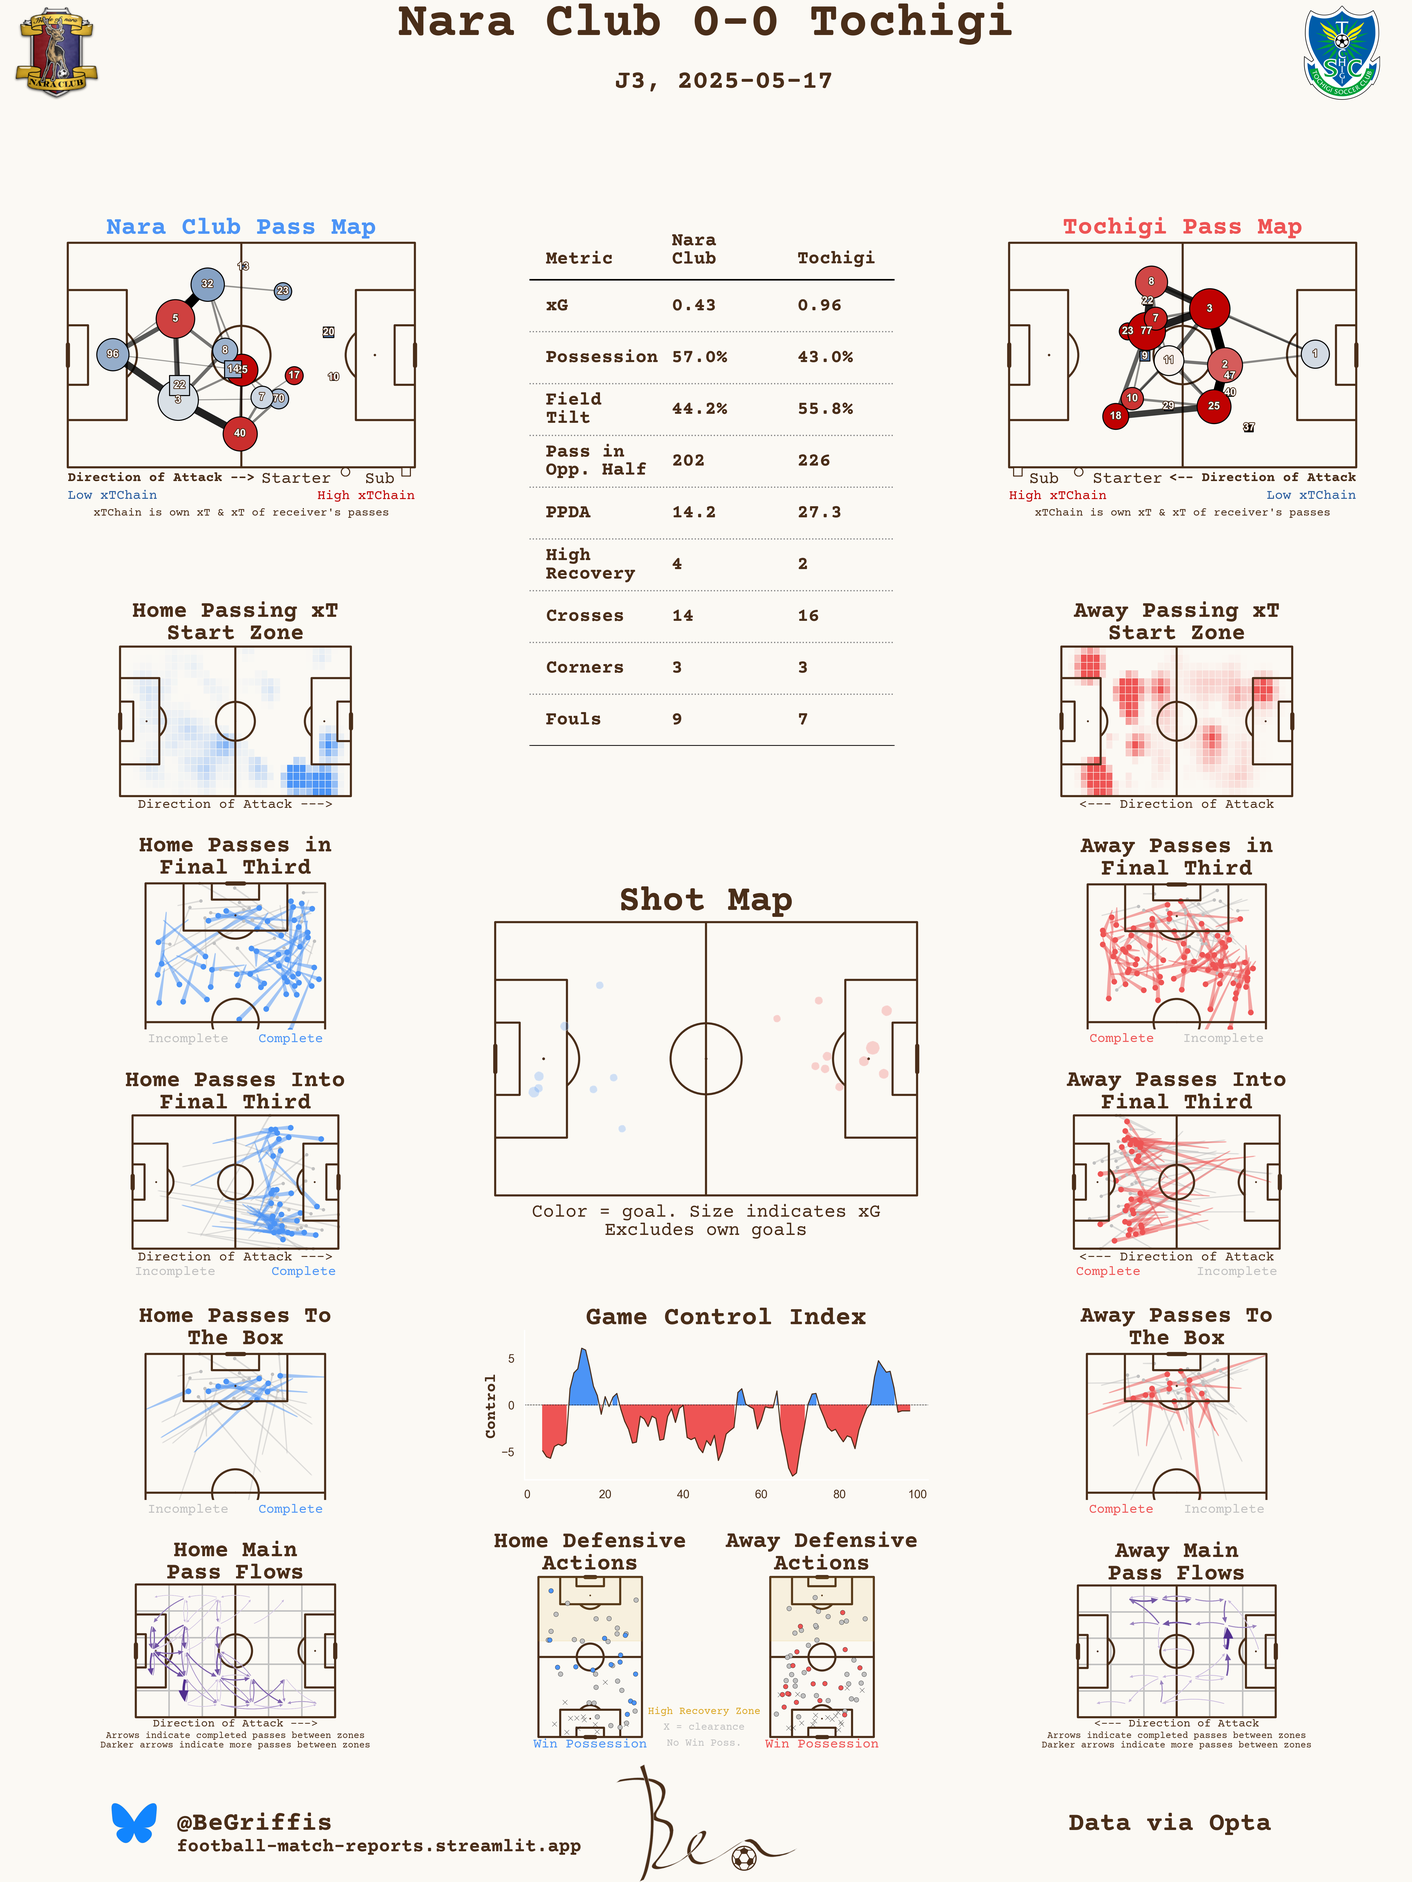 Nara Club 0-0 Tochigi
J3, 2025-05-17
NARA CLUB
TOCHIGI SOCCER CLUB
Nara Club Pass Map
13
32
23
5
20
96
8
14
25
17
10
22
3
7
70
40
Direction of Attack --> Starter Sub
Low xTChain High xTChain
xTChain is own xT & xT of receiver's passes
Metric Nara Club Tochigi
xG 0.43 0.96
Possession 57.0% 43.0%
Field Tilt 44.2% 55.8%
Pass in Opp. Half 202 226
PPDA 14.2 27.3
High Recovery 4 2
Crosses 14 16
Corners 3 3
Fouls 9 7
Tochigi Pass Map
8
22
3
7
23
77
9
11
2
1
47
40
10
29
25
18
37
Sub Starter <-- Direction of Attack
High xTChain Low xTChain
xTChain is own xT & xT of receiver's passes
Home Passing xT
Start Zone
Direction of Attack --->
Away Passing xT
Start Zone
<--- Direction of Attack
Home Passes in
Final Third
Incomplete Complete
Away Passes in
Final Third
Complete Incomplete
Shot Map
Color = goal. Size indicates xG
Excludes own goals
Home Passes Into
Final Third
Direction of Attack --->
Incomplete Complete
Away Passes Into
Final Third
<--- Direction of Attack
Complete Incomplete
Home Passes To
The Box
Incomplete Complete
Game Control Index
Control
5
0
−5
0 20 40 60 80 100
Away Passes To
The Box
Complete Incomplete
Home Main
Pass Flows
Direction of Attack --->
Arrows indicate completed passes between zones
Darker arrows indicate more passes between zones
Home Defensive
Actions
Win Possession
Away Defensive
Actions
Win Possession
High Recovery Zone
X = clearance
No Win Poss.
Away Main
Pass Flows
<--- Direction of Attack
Arrows indicate completed passes between zones
Darker arrows indicate more passes between zones
@BeGriffis
football-match-reports.streamlit.app
Ben
Data via Opta